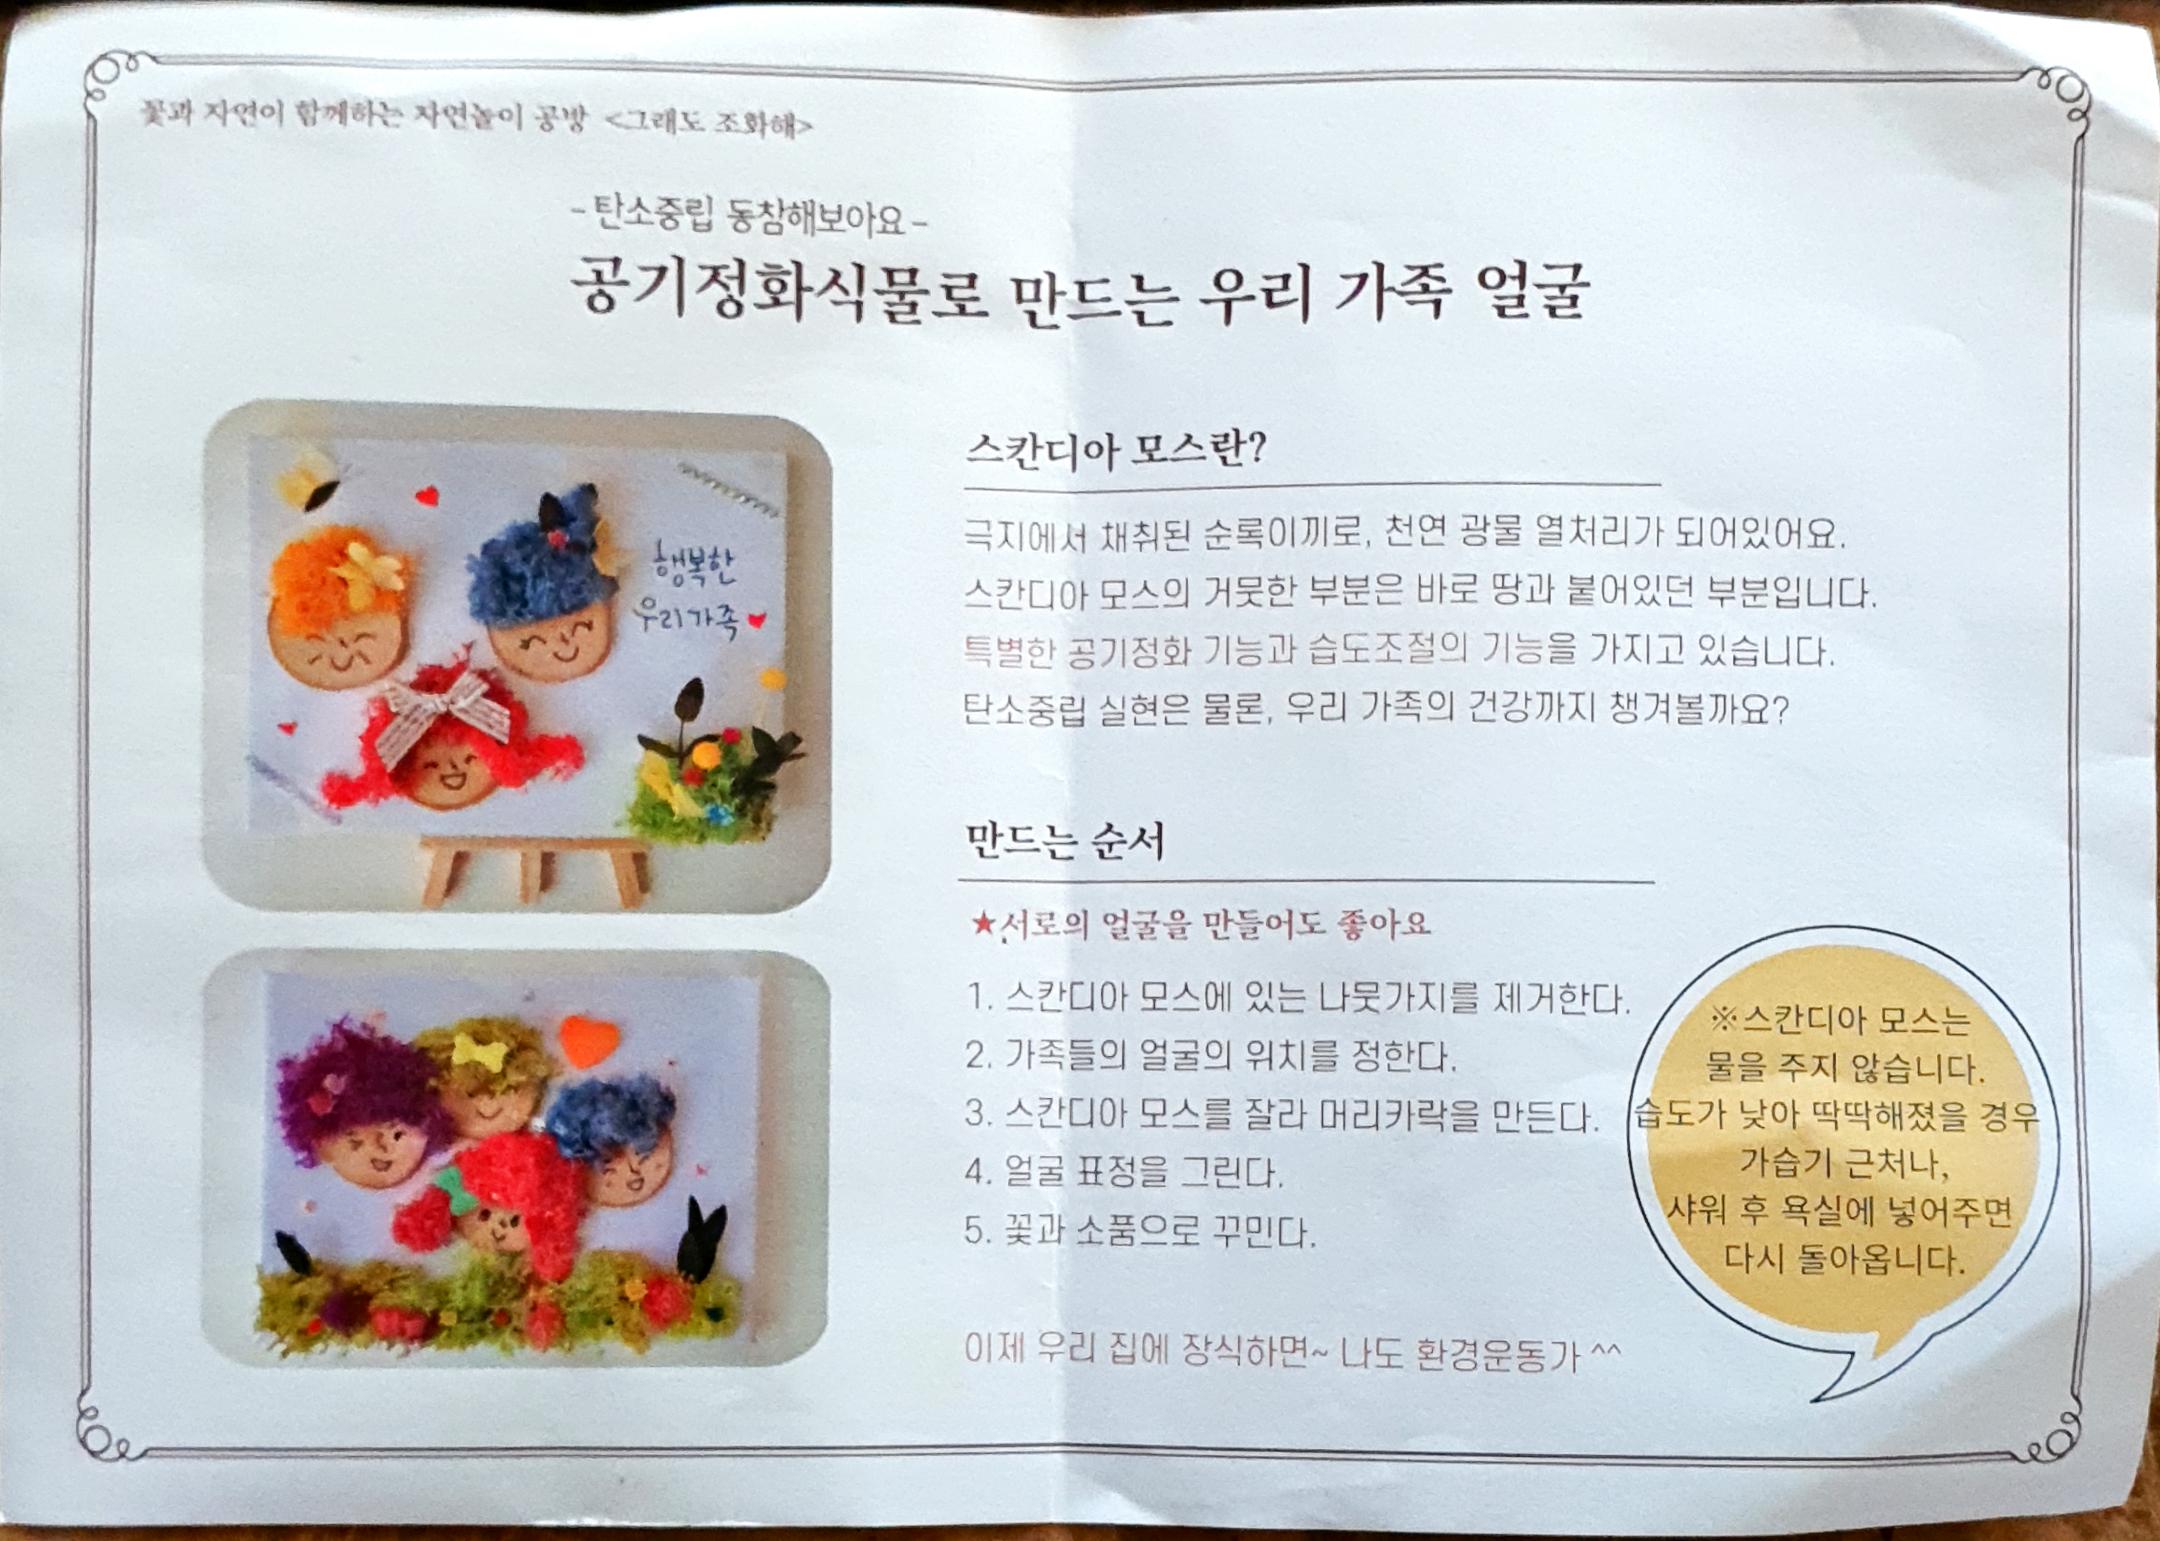 꽃과 자연이 함께하는 자연놀이 공방 <그래도 조화해>
-탄소중립 동참해보아요-
공기정화식물로 만드는 우리 가족 얼굴
행복한
우리가족
스칸디아 모스란?
극지에서 채취된 순록이끼로, 천연 광물 열처리가 되어있어요.
스칸디아 모스의 거뭇한 부분은 바로 땅과 붙어있던 부분입니다.
특별한 공기정화 기능과 습도조절의 기능을 가지고 있습니다.
탄소중립 실현은 물론, 우리 가족의 건강까지 챙겨볼까요?
만드는 순서
★서로의 얼굴을 만들어도 좋아요
1. 스칸디아 모스에 있는 나뭇가지를 제거한다.
2. 가족들의 얼굴의 위치를 정한다.
3. 스칸디아 모스를 잘라 머리카락을 만든다.
4. 얼굴 표정을 그린다.
5. 꽃과 소품으로 꾸민다.
이제 우리 집에 장식하면~ 나도 환경운동가 ^^
※스칸디아 모스는
물을 주지 않습니다.
습도가 낮아 딱딱해졌을 경우
가습기 근처나,
샤워 후 욕실에 넣어주면
다시 돌아옵니다.